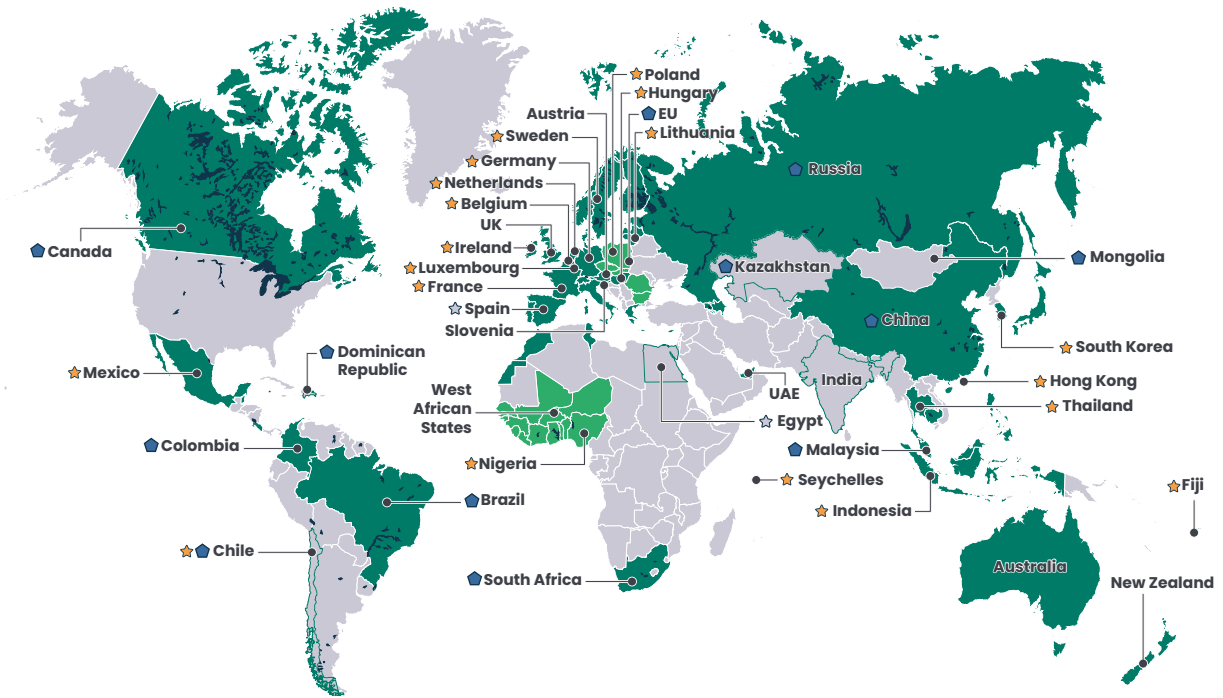 Poland
Hungary
Austria
EU
Sweden
Lithuania
Germany
Russia
Netherlands
Belgium
UK
Canada
Ireland
Mongolia
Luxembourg
Kazakhstan
France
Spain
China
Slovenia
South Korea
Dominican
Republic
Mexico
India
Hong Kong
West
African
States
UAE
Thailand
Egypt
Colombia
Malaysia
Nigeria
Seychelles
Fiji
Brazil
Indonesia
Chile
South Africa
Australia
New Zealand